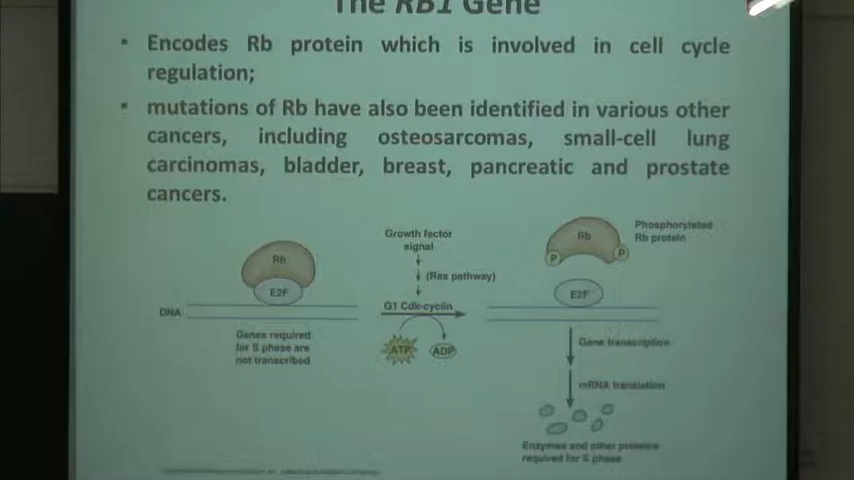 The RB1 Gene
• Encodes Rb protein which is involved in cell cycle
regulation;
• mutations of Rb have also been identified in various other
cancers, including osteosarcomas, small-cell lung
carcinomas, bladder, breast, pancreatic and prostate
cancers.
Rb
E2F
DNA
Genes required
for S phase are
not transcribed
Growth factor
signal
(Ras pathway)
G1 Cdk-cyclin
ATP
ADP
Rb
P
P
Phosphorylated
Rb protein
E2F
Gene transcription
mRNA translation
Enzymes and other proteins
required for S phase